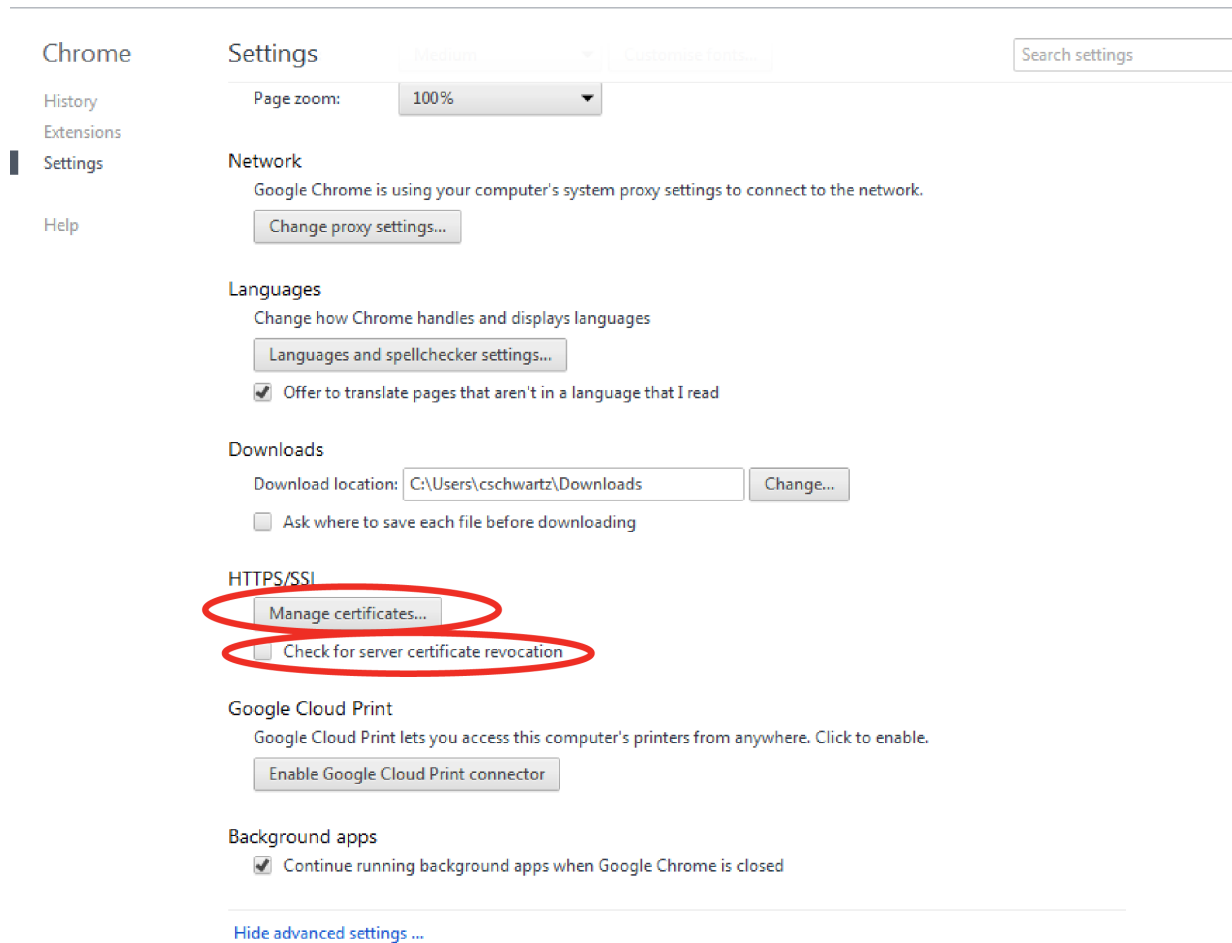 Chrome
History
Extensions
Settings
Help
Settings
Medium
Customise fonts...
Search settings
Page zoom:
100%
Network
Google Chrome is using your computer's system proxy settings to connect to the network.
Change proxy settings...
Languages
Change how Chrome handles and displays languages
Languages and spellchecker settings...
Offer to translate pages that aren't in a language that I read
Downloads
Download location: C:\Users\cschwartz\Downloads Change...
Ask where to save each file before downloading
HTTPS/SSL
Manage certificates...
Check for server certificate revocation
Google Cloud Print
Google Cloud Print lets you access this computer's printers from anywhere. Click to enable.
Enable Google Cloud Print connector
Background apps
Continue running background apps when Google Chrome is closed
Hide advanced settings ...